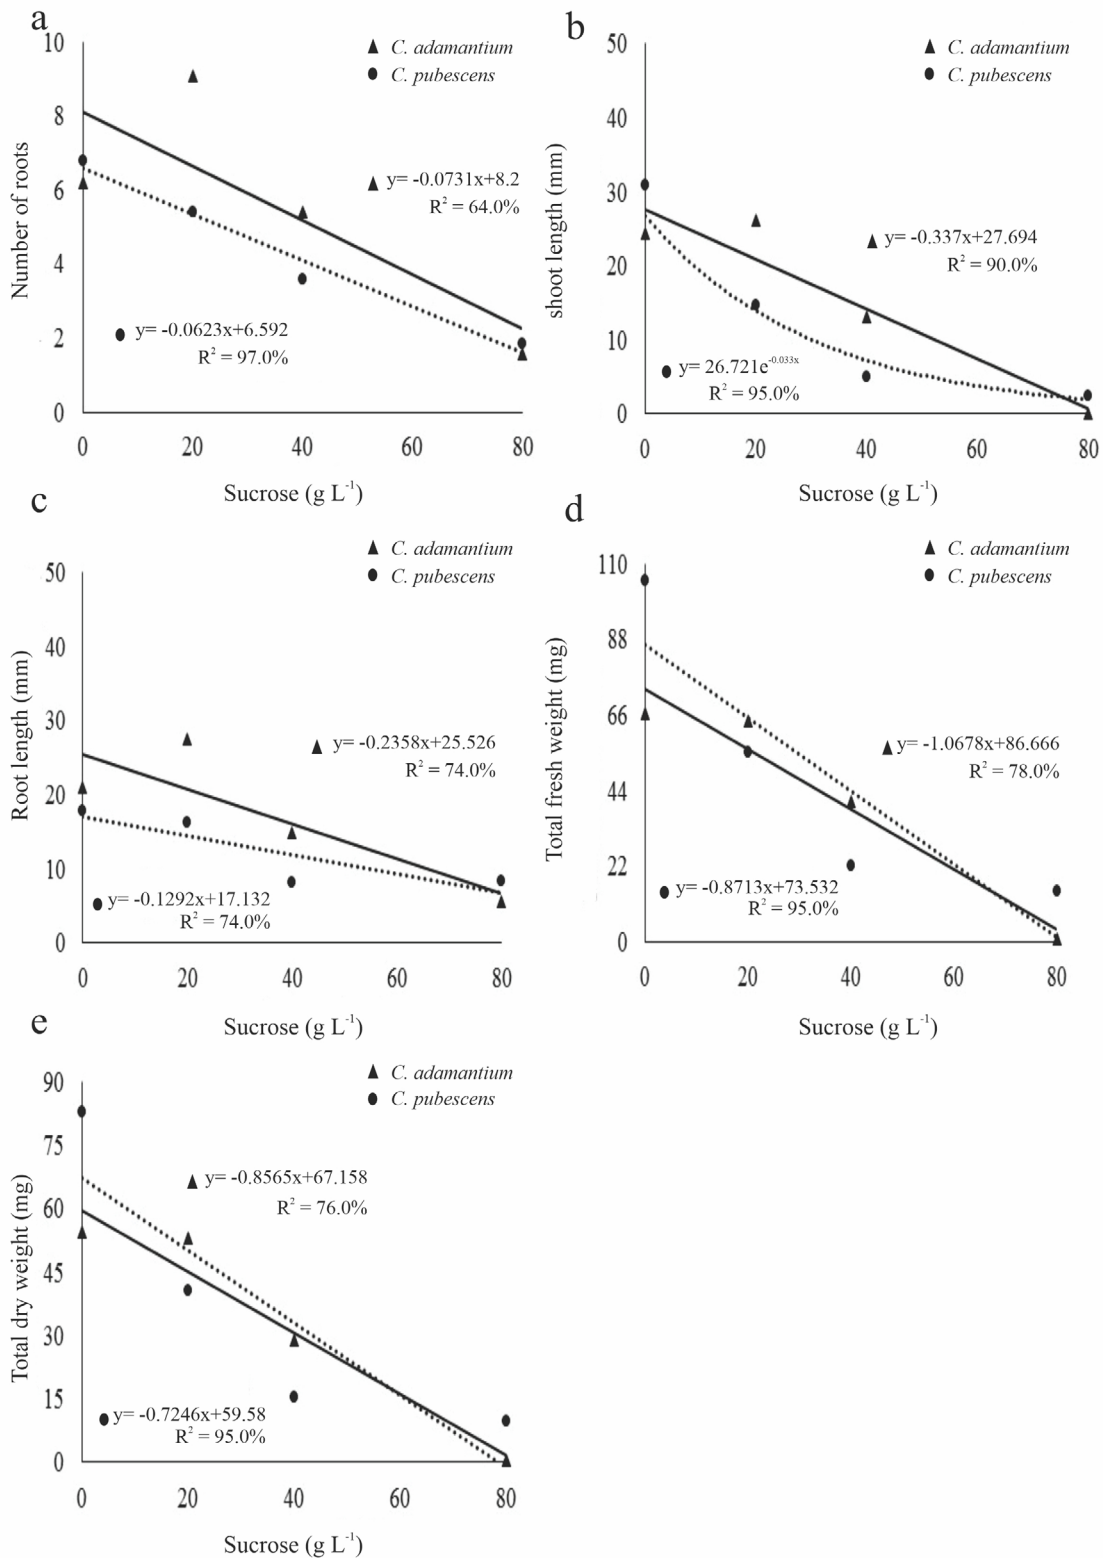 a
10
8
6
4
2
0
Number of roots
C. adamantium
C. pubescens
y= -0.0731x+8.2
R² = 64.0%
y= -0.0623x+6.592
R² = 97.0%
0 20 40 60 80
Sucrose (g L⁻¹)
b
50
40
30
20
10
0
shoot length (mm)
C. adamantium
C. pubescens
y= -0.337x+27.694
R² = 90.0%
y= 26.721e⁻⁰·⁰³³ˣ
R² = 95.0%
0 20 40 60 80
Sucrose (g L⁻¹)
c
50
40
30
20
10
0
Root length (mm)
C. adamantium
C. pubescens
y= -0.2358x+25.526
R² = 74.0%
y= -0.1292x+17.132
R² = 74.0%
0 20 40 60 80
Sucrose (g L⁻¹)
d
110
88
66
44
22
0
Total fresh weight (mg)
C. adamantium
C. pubescens
y= -1.0678x+86.666
R² = 78.0%
y= -0.8713x+73.532
R² = 95.0%
0 20 40 60 80
Sucrose (g L⁻¹)
e
90
75
60
45
30
15
0
Total dry weight (mg)
C. adamantium
C. pubescens
y= -0.8565x+67.158
R² = 76.0%
y= -0.7246x+59.58
R² = 95.0%
0 20 40 60 80
Sucrose (g L⁻¹)